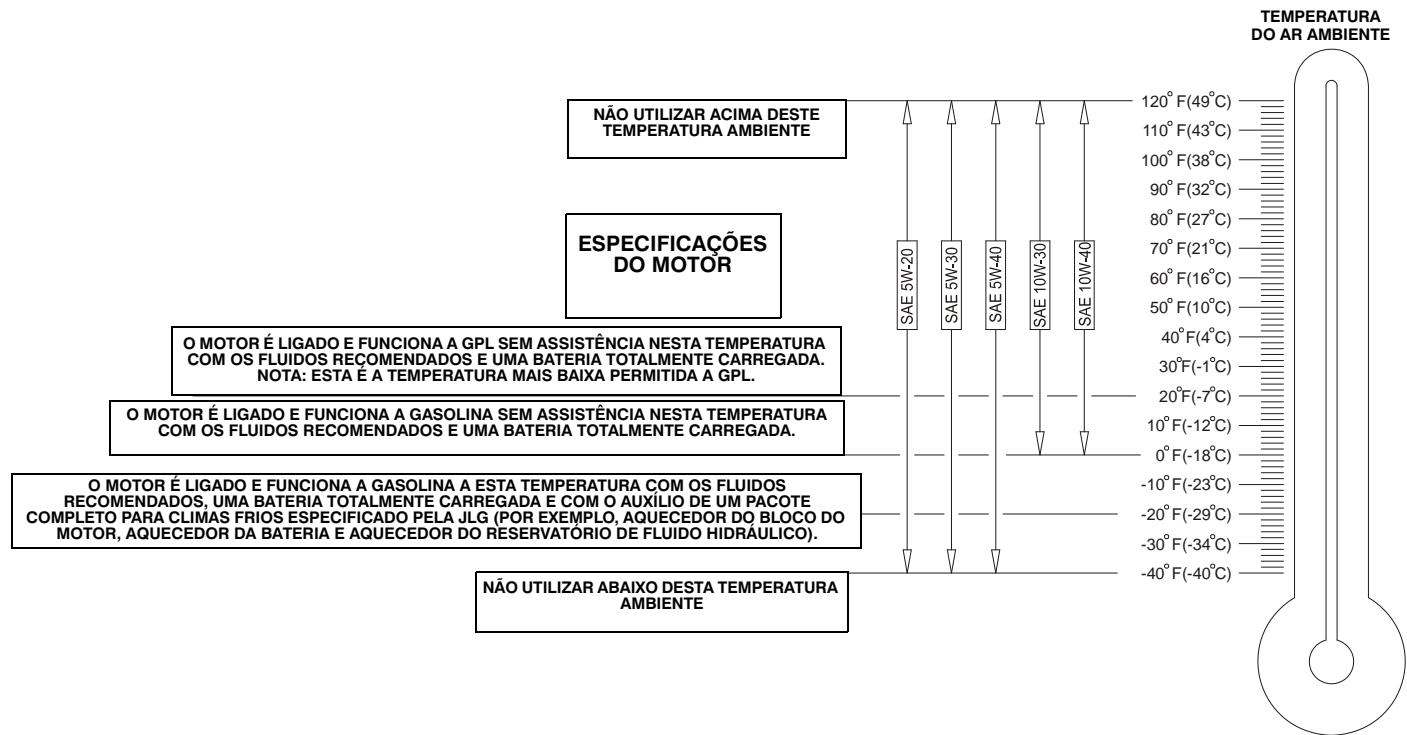 TEMPERATURA
DO AR AMBIENTE
NÃO UTILIZAR ACIMA DESTE
TEMPERATURA AMBIENTE
ESPECIFICAÇÕES
DO MOTOR
O MOTOR É LIGADO E FUNCIONA A GPL SEM ASSISTÊNCIA NESTA TEMPERATURA
COM OS FLUIDOS RECOMENDADOS E UMA BATERIA TOTALMENTE CARREGADA.
NOTA: ESTA É A TEMPERATURA MAIS BAIXA PERMITIDA A GPL.
O MOTOR É LIGADO E FUNCIONA A GASOLINA SEM ASSISTÊNCIA NESTA TEMPERATURA
COM OS FLUIDOS RECOMENDADOS E UMA BATERIA TOTALMENTE CARREGADA.
O MOTOR É LIGADO E FUNCIONA A GASOLINA A ESTA TEMPERATURA COM OS FLUIDOS
RECOMENDADOS, UMA BATERIA TOTALMENTE CARREGADA E COM O AUXÍLIO DE UM PACOTE
COMPLETO PARA CLIMAS FRIOS ESPECIFICADO PELA JLG (POR EXEMPLO, AQUECEDOR DO BLOCO DO
MOTOR, AQUECEDOR DA BATERIA E AQUECEDOR DO RESERVATÓRIO DE FLUIDO HIDRÁULICO).
NÃO UTILIZAR ABAIXO DESTA TEMPERATURA
AMBIENTE
SAE 5W-20
SAE 5W-30
SAE 5W-40
SAE 10W-30
SAE 10W-40
120° F(49°C)
110° F(43°C)
100° F(38°C)
90° F(32°C)
80° F(27°C)
70° F(21°C)
60° F(16°C)
50° F(10°C)
40°F(4°C)
30°F(-1°C)
20°F(-7°C)
10°F(-12°C)
0°F(-18°C)
-10°F(-23°C)
-20°F(-29°C)
-30°F(-34°C)
-40°F(-40°C)